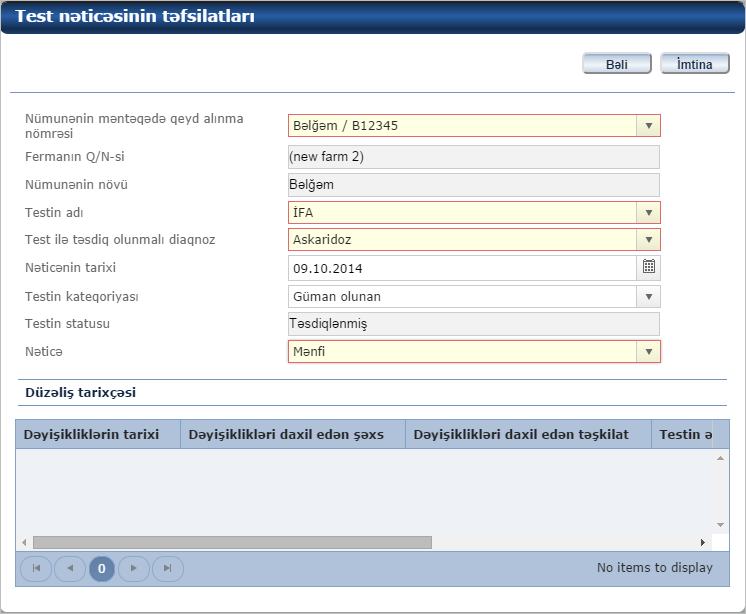 Test nəticəsinin təfsilatları
Bəli İmtina
Nümunənin məntəqədə qeyd alınma nömrəsi
Bəlğəm / B12345
Fermanın Q/N-si (new farm 2)
Nümunənin növü Bəlğəm
Testin adı İFA
Test ilə təsdiq olunmalı diaqnoz Askaridoz
Nəticənin tarixi 09.10.2014
Testin kateqoriyası Güman olunan
Testin statusu Təsdiqlənmiş
Nəticə Mənfi
Düzəliş tarixçəsi
Dəyişikliklərin tarixi Dəyişiklikləri daxil edən şəxs Dəyişiklikləri daxil edən təşkilat Testin ə
0 No items to display